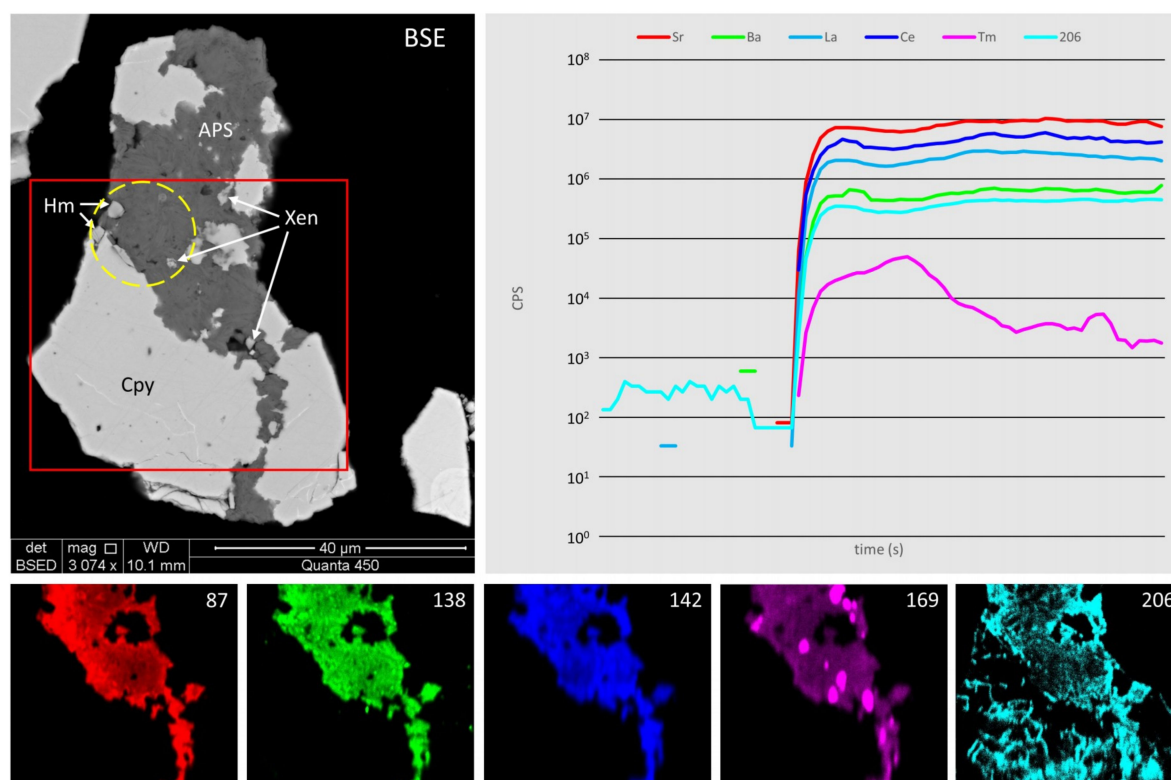 BSE
APS
Hm
Xen
Cpy
det mag □ WD 40 µm
BSED 3 074 x 10.1 mm Quanta 450
Sr Ba La Ce Tm 206
10⁸
10⁷
10⁶
10⁵
10⁴
10³
10²
10¹
10⁰
CPS
time (s)
87 138 142 169 206